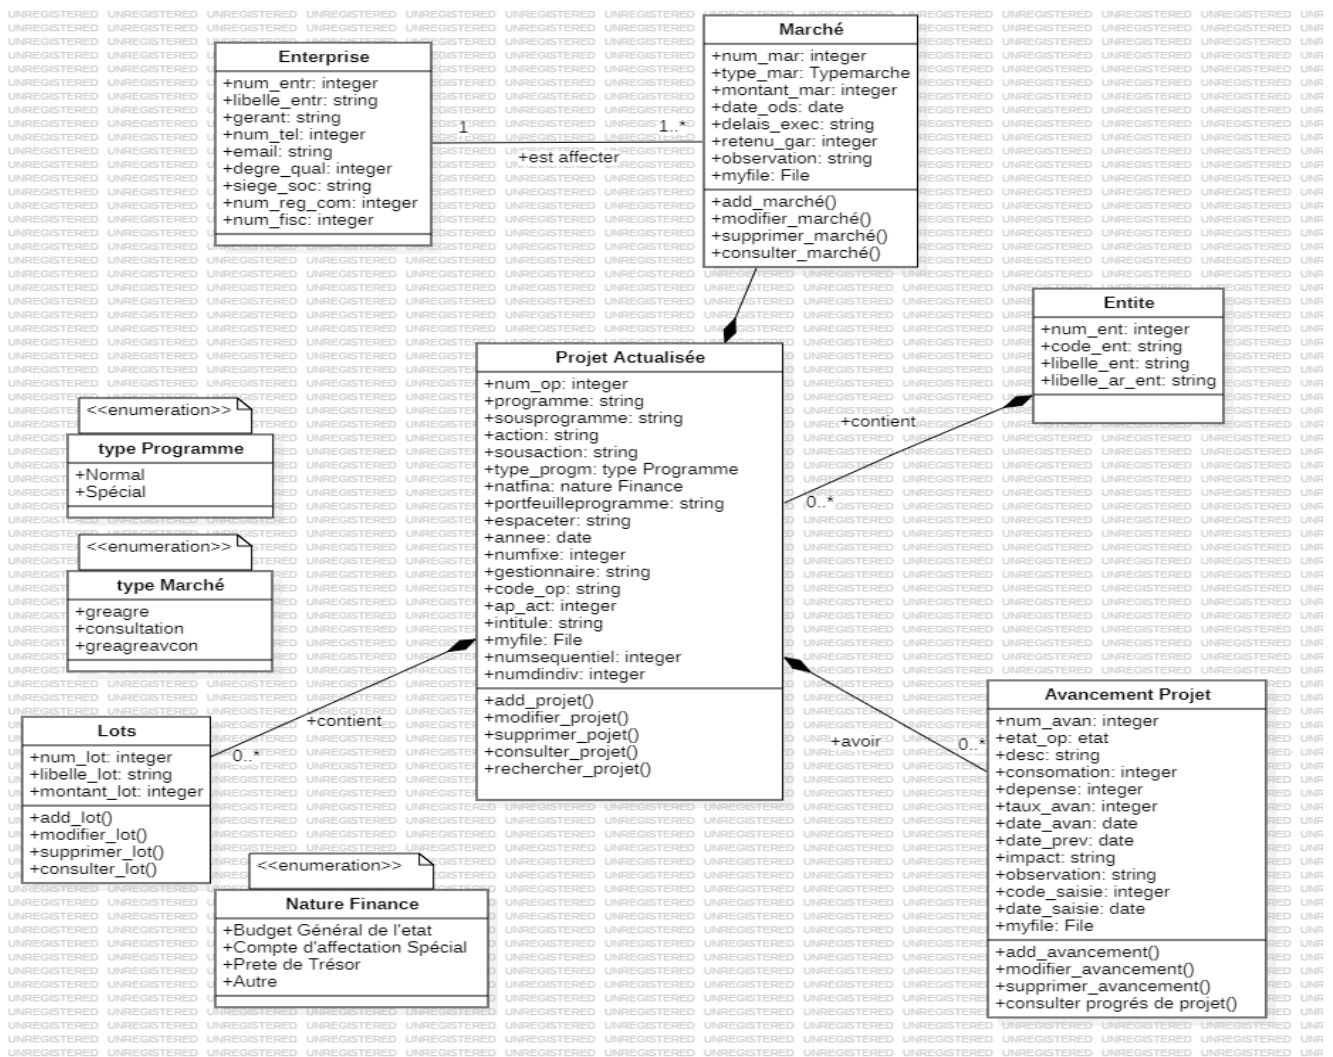 Enterprise
+num_entr: integer
+libelle_entr: string
+gerant: string
+num_tel: integer
+email: string
+degre_qual: integer
+siege_soc: string
+num_reg_com: integer
+num_fisc: integer
1
1..*
+est affecter
Marché
+num_mar: integer
+type_mar: Typemarche
+montant_mar: integer
+date_ods: date
+delais_exec: string
+retenu_gar: integer
+observation: string
+myfile: File
+add_marché()
+modifier_marché()
+supprimer_marché()
+consulter_marché()
Entite
+num_ent: integer
+code_ent: string
+libelle_ent: string
+libelle_ar_ent: string
+contient
0..*
Projet Actualisée
+num_op: integer
+programme: string
+sousprogramme: string
+action: string
+sousaction: string
+type_progm: type Programme
+natfina: nature Finance
+portfeuilleprogramme: string
+espaceter: string
+annee: date
+numfixe: integer
+gestionnaire: string
+code_op: string
+ap_act: integer
+intitule: string
+myfile: File
+numsequentiel: integer
+numdindiv: integer
+add_projet()
+modifier_projet()
+supprimer_pojet()
+consulter_projet()
+rechercher_projet()
<<enumeration>>
type Programme
+Normal
+Spécial
<<enumeration>>
type Marché
+greagre
+consultation
+greagreavcon
Lots
+num_lot: integer
+libelle_lot: string
+montant_lot: integer
+add_lot()
+modifier_lot()
+supprimer_lot()
+consulter_lot()
+contient
0..*
<<enumeration>>
Nature Finance
+Budget Général de l'etat
+Compte d'affectation Spécial
+Prete de Trésor
+Autre
+avoir
0..*
Avancement Projet
+num_avan: integer
+etat_op: etat
+desc: string
+consomation: integer
+depense: integer
+taux_avan: integer
+date_avan: date
+date_prev: date
+impact: string
+observation: string
+code_saisie: integer
+date_saisie: date
+myfile: File
+add_avancement()
+modifier_avancement()
+supprimer_avancement()
+consulter progrés de projet()
UNREGISTERED